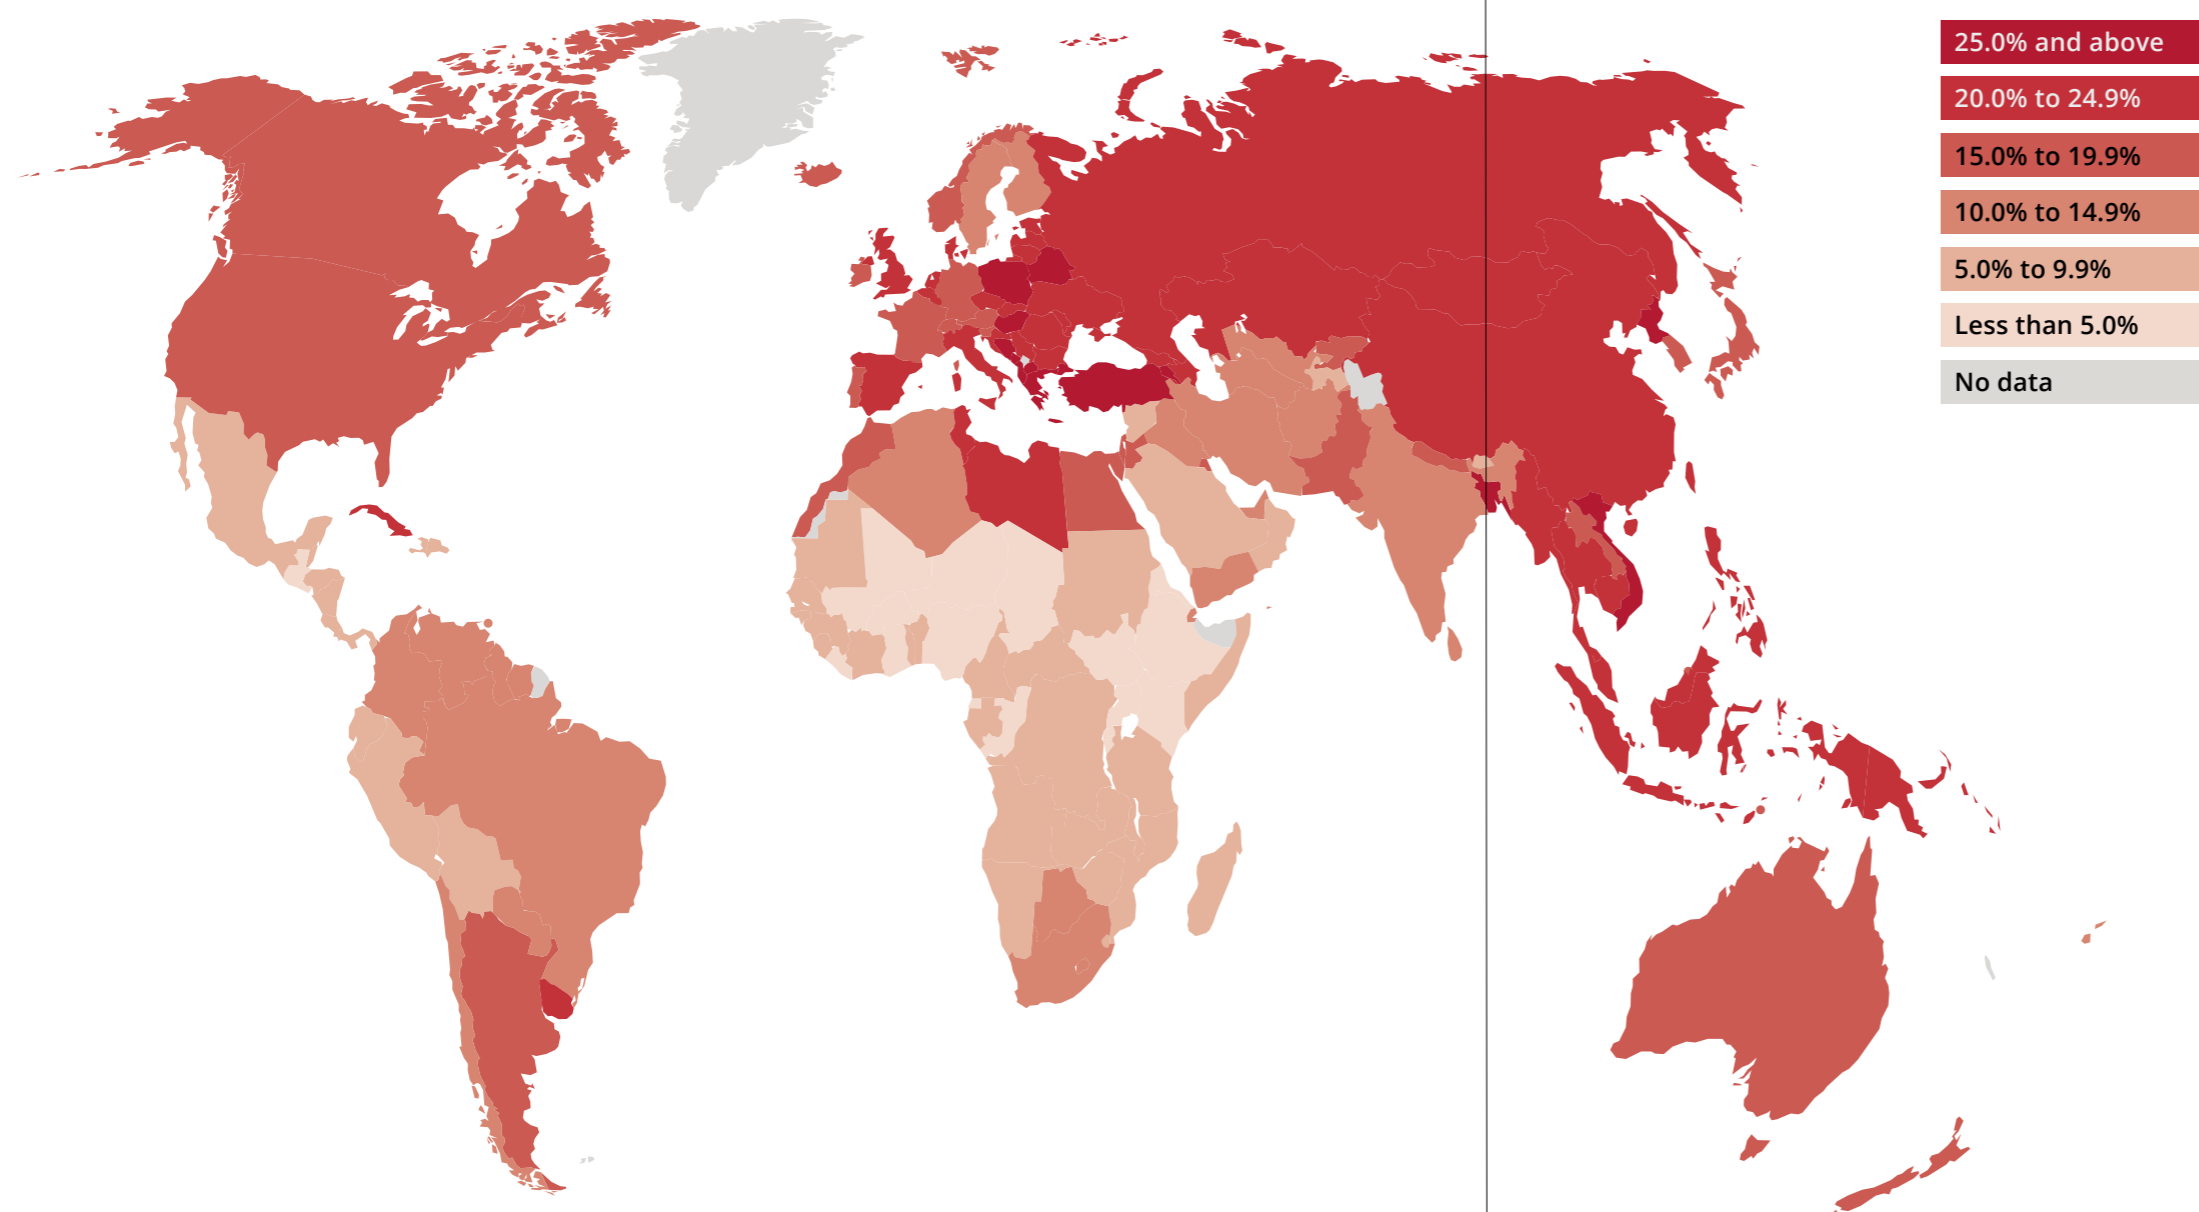 25.0% and above
20.0% to 24.9%
15.0% to 19.9%
10.0% to 14.9%
5.0% to 9.9%
Less than 5.0%
No data